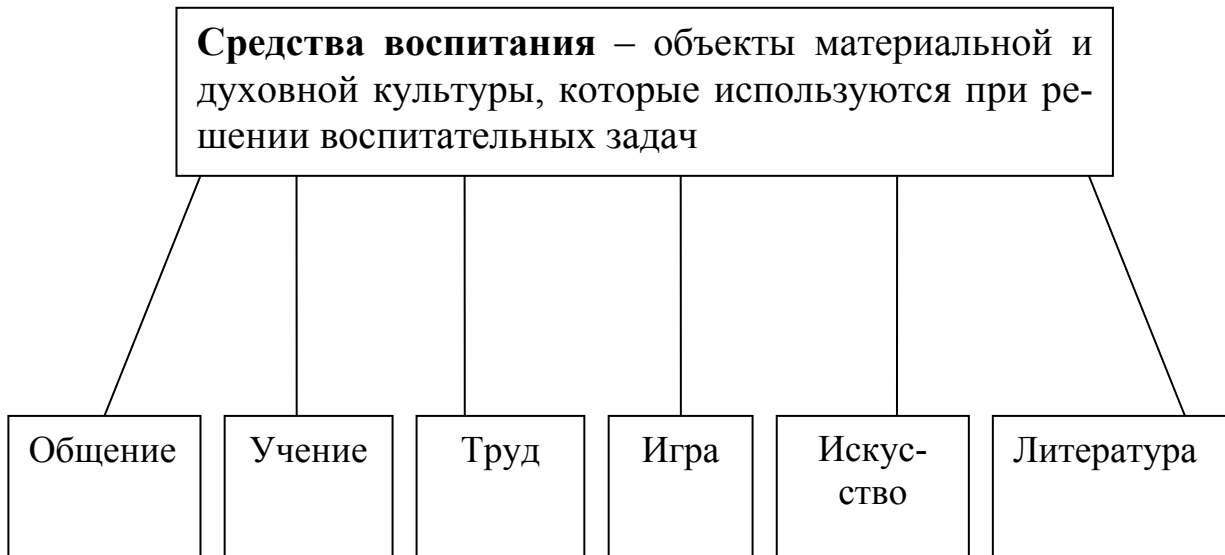 Средства воспитания – объекты материальной и
духовной культуры, которые используются при ре-
шении воспитательных задач
Общение
Учение
Труд
Игра
Искус-
ство
Литература